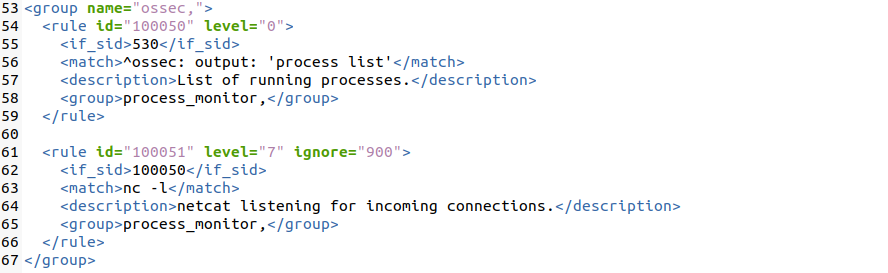 53 <group name="ossec,">
54   <rule id="100050" level="0">
55     <if_sid>530</if_sid>
56     <match>^ossec: output: 'process list'</match>
57     <description>List of running processes.</description>
58     <group>process_monitor,</group>
59   </rule>
60
61   <rule id="100051" level="7" ignore="900">
62     <if_sid>100050</if_sid>
63     <match>nc -l</match>
64     <description>netcat listening for incoming connections.</description>
65     <group>process_monitor,</group>
66   </rule>
67 </group>